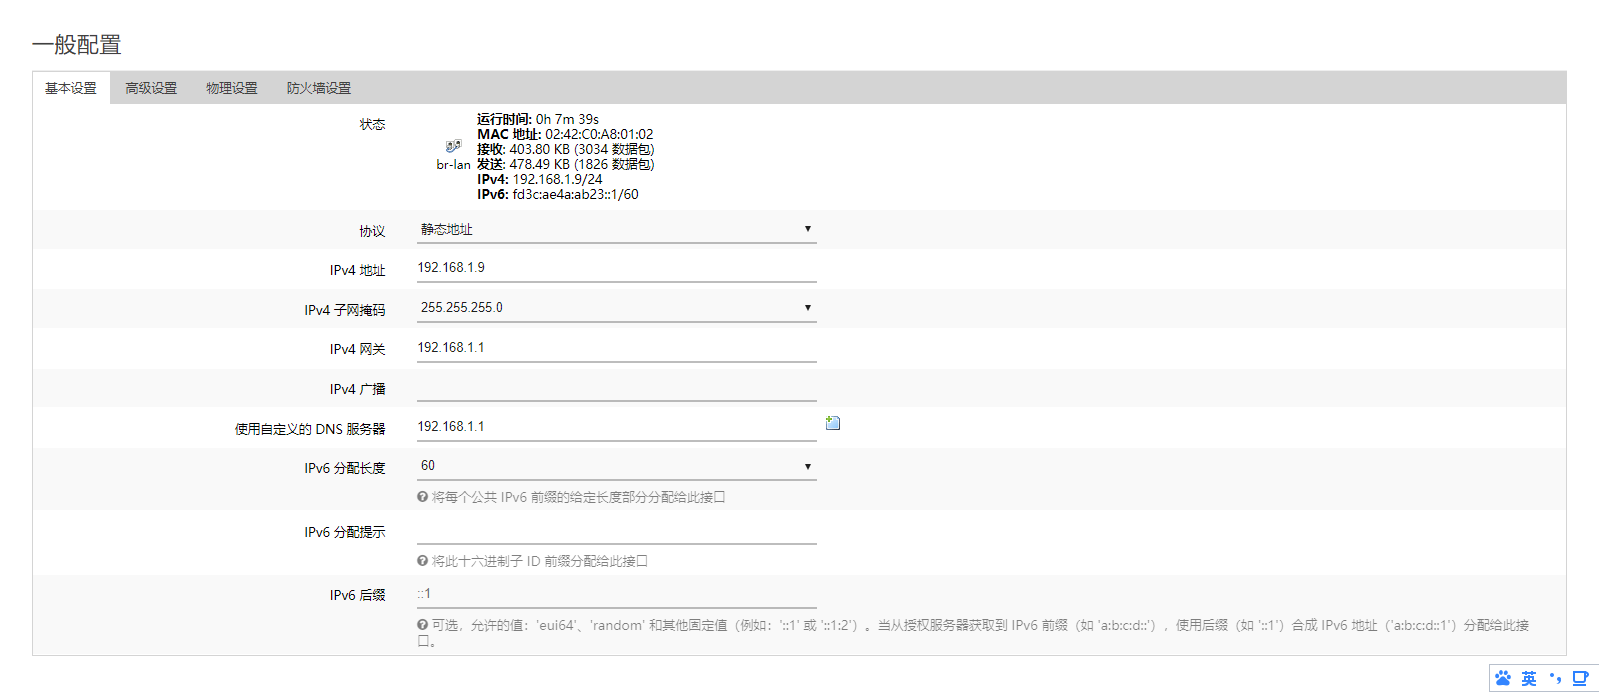 一般配置
基本设置 高级设置 物理设置 防火墙设置
状态
br-lan
运行时间: 0h 7m 39s
MAC 地址: 02:42:C0:A8:01:02
接收: 403.80 KB (3034 数据包)
发送: 478.49 KB (1826 数据包)
IPv4: 192.168.1.9/24
IPv6: fd3c:ae4a:ab23::1/60
协议 静态地址
IPv4 地址 192.168.1.9
IPv4 子网掩码 255.255.255.0
IPv4 网关 192.168.1.1
IPv4 广播
使用自定义的 DNS 服务器 192.168.1.1
IPv6 分配长度 60
将每个公共 IPv6 前缀的给定长度部分分配给此接口
IPv6 分配提示
将此十六进制子 ID 前缀分配给此接口
IPv6 后缀 ::1
可选，允许的值：'eui64'、'random' 和其他固定值（例如：'::1' 或 '::1:2'）。当从授权服务器获取到 IPv6 前缀（如 'a:b:c:d::'），使用后缀（如 '::1'）合成 IPv6 地址（'a:b:c:d::1'）分配给此接
口。
英